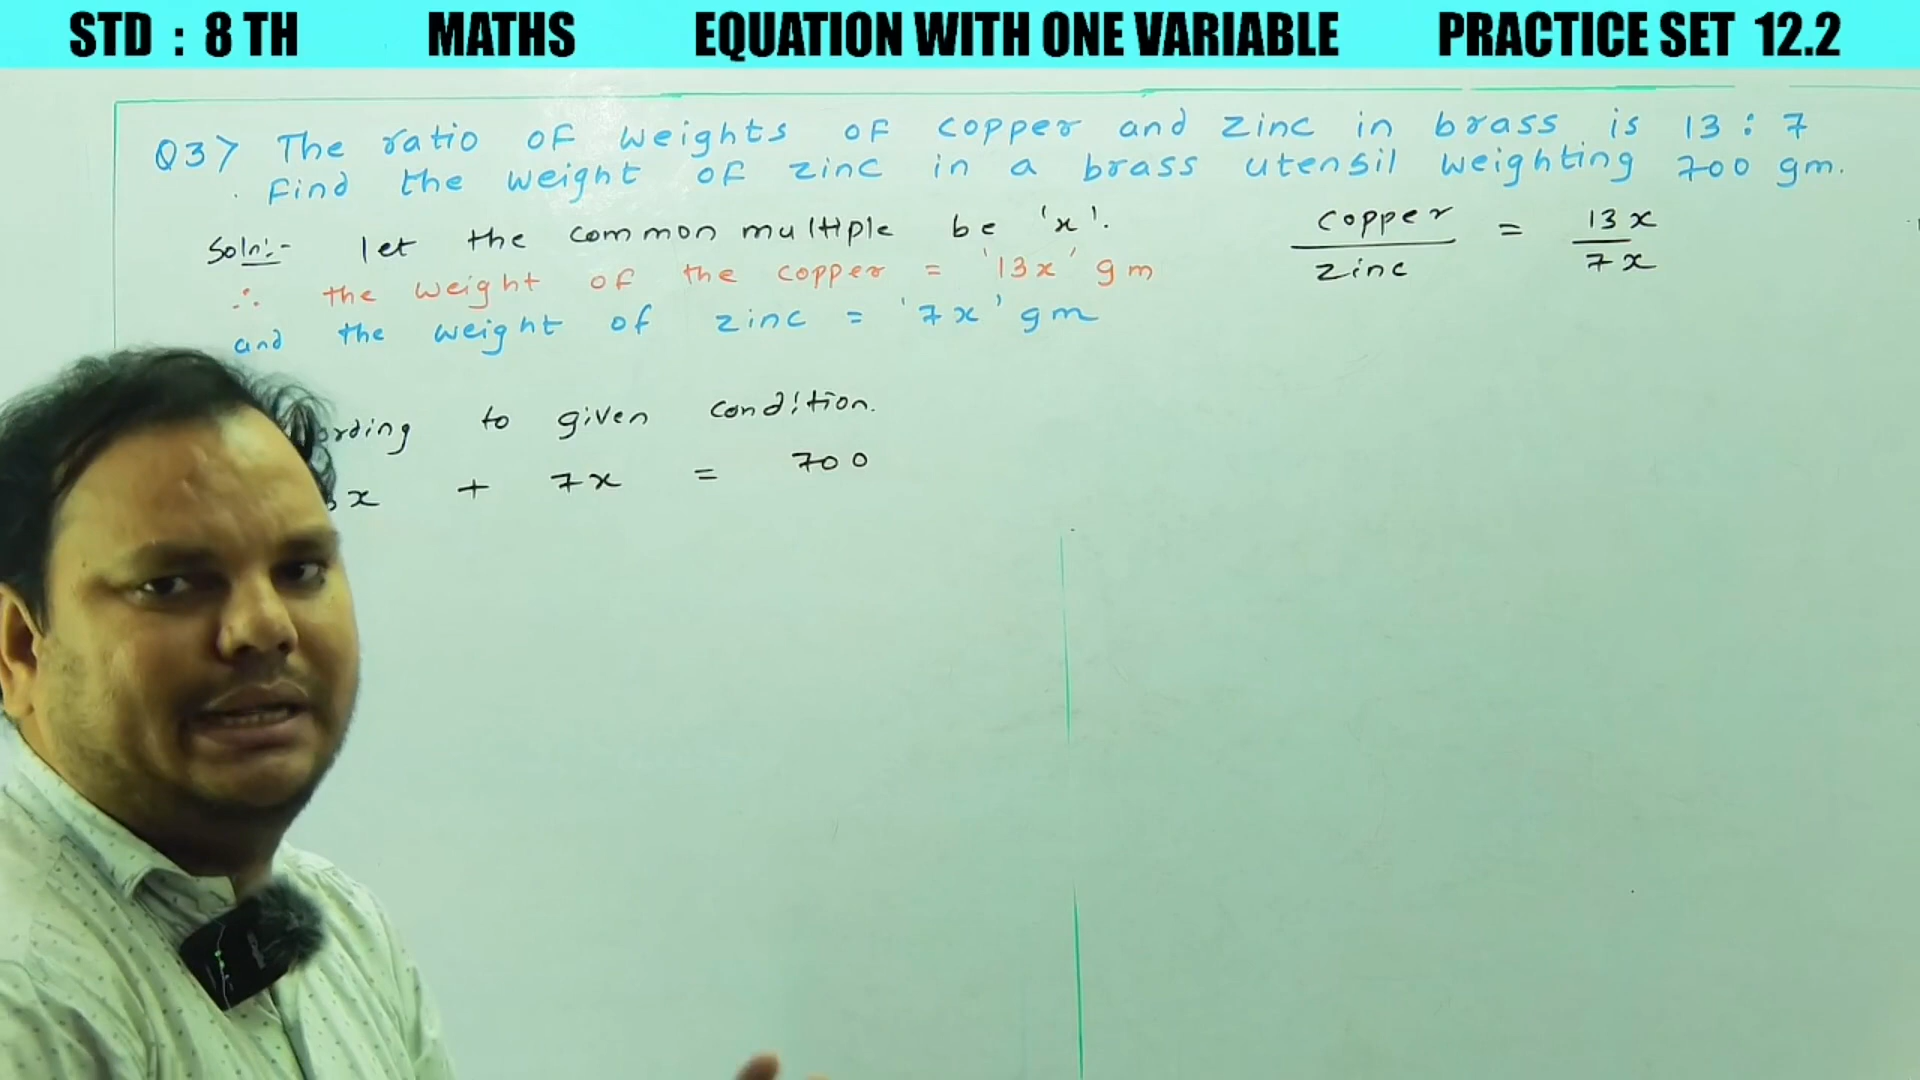 STD : 8 TH MATHS EQUATION WITH ONE VARIABLE PRACTICE SET 12.2
Q3> The ratio of weights of copper and zinc in brass is 13 : 7
Find the weight of zinc in a brass utensil weighting 700 gm.
Soln:- let the common multiple be 'x'.
∴ the weight of the copper = '13x' gm
and the weight of zinc = '7x' gm
copper / zinc = 13x / 7x
to given condition.
x + 7x = 700